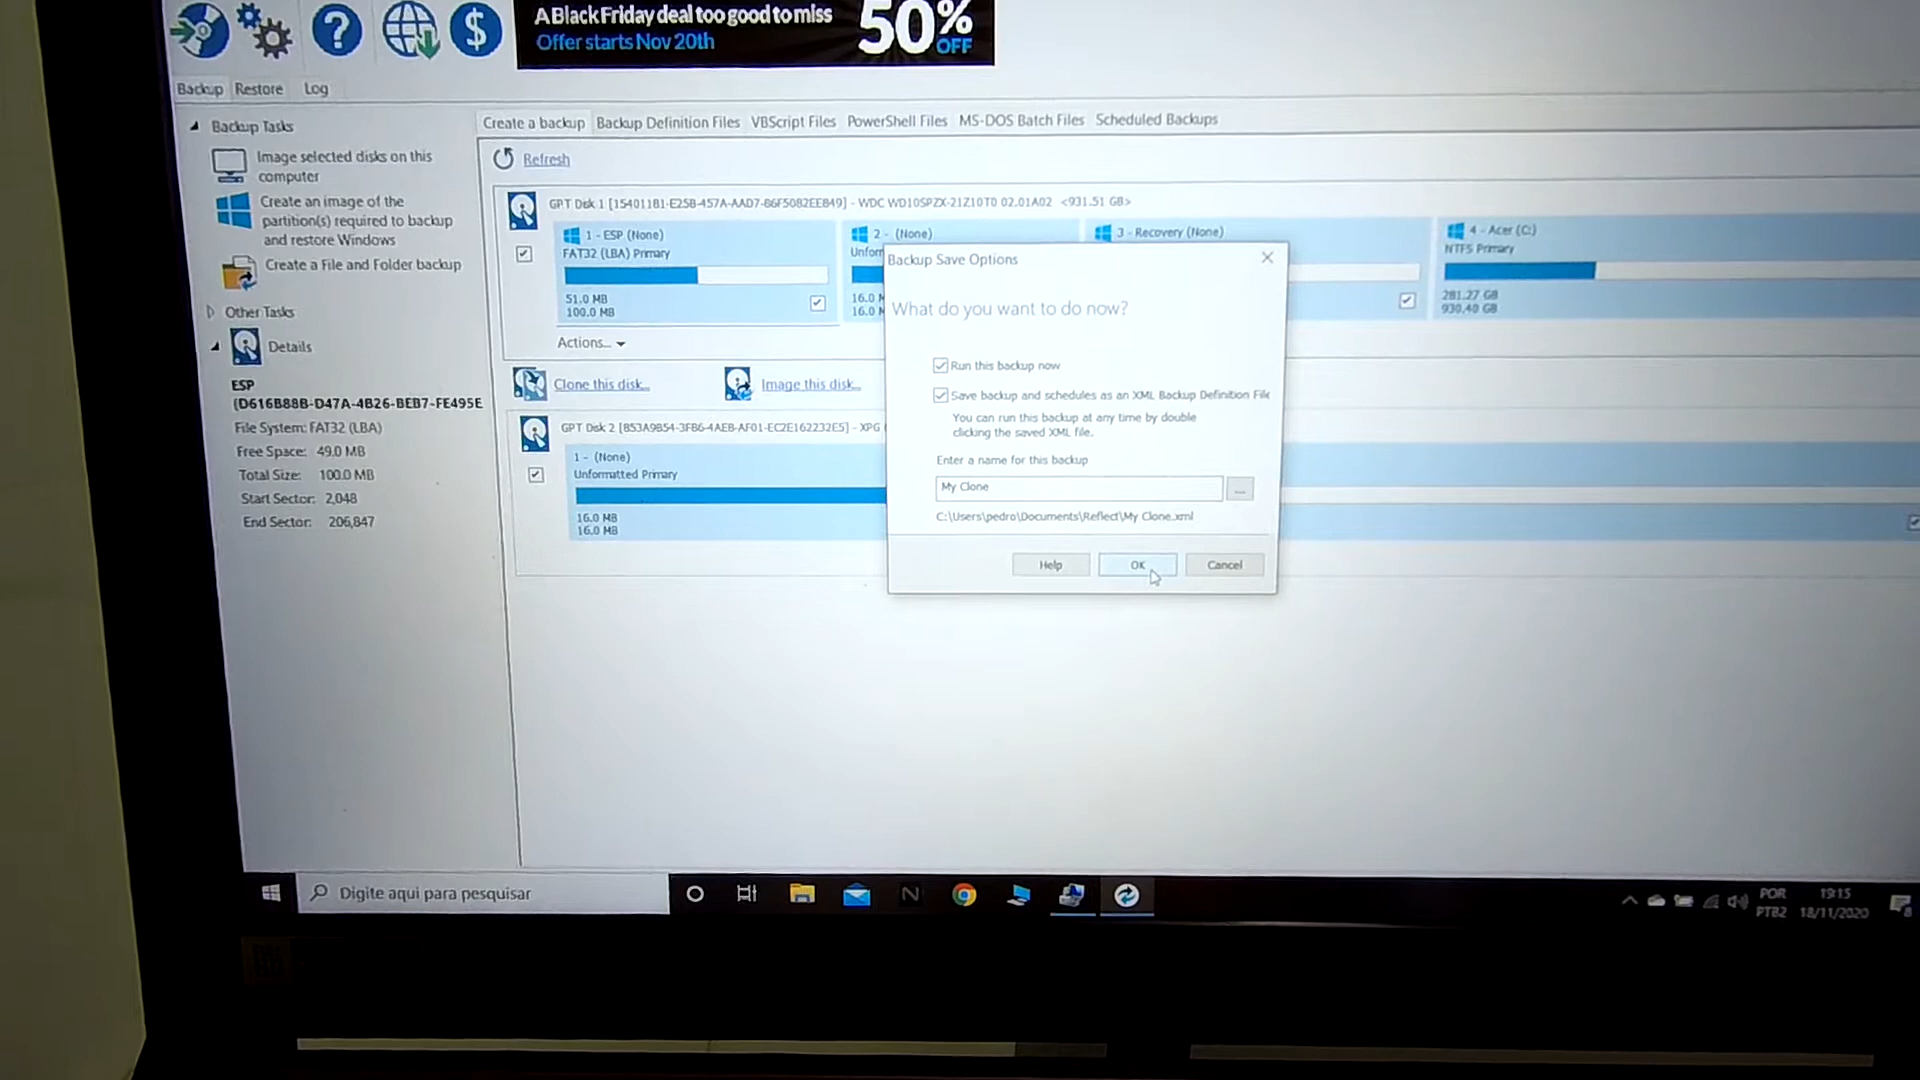 A Black Friday deal too good to miss
Offer starts Nov 20th
50% OFF
Backup Restore Log
Backup Tasks
Image selected disks on this
computer
Create an image of the
partition(s) required to backup
and restore Windows
Create a File and Folder backup
Other Tasks
Details
ESP
(D616B88B-D47A-4B26-BEB7-FE495E
File System: FAT32 (LBA)
Free Space: 49.0 MB
Total Size: 100.0 MB
Start Sector: 2,048
End Sector: 206,847
Create a backup Backup Definition Files VBScript Files PowerShell Files MS-DOS Batch Files Scheduled Backups
Refresh
GPT Disk 1 [15401181-E25B-457A-AAD7-86F5082EE849] - WDC WD10SPZX-21Z10T0 02.01A02 <931.51 GB>
1 - ESP (None)
FAT32 (LBA) Primary
51.0 MB
100.0 MB
2 - (None)
16.0 M
16.0 M
3 - Recovery (None)
4 - Acer (C:)
NTFS Primary
281.27 GB
930.40 GB
Actions...
Clone this disk...
Image this disk...
GPT Disk 2 [853A9B54-3FB6-4AEB-AF01-EC2E162232E5] - XPG
1 - (None)
Unformatted Primary
16.0 MB
16.0 MB
Backup Save Options
What do you want to do now?
Run this backup now
Save backup and schedules as an XML Backup Definition File
You can run this backup at any time by double
clicking the saved XML file.
Enter a name for this backup
My Clone
...
C:\Users\pedro\Documents\Reflect\My Clone.xml
Help
OK
Cancel
Digite aqui para pesquisar
POR
PTB2
19:15
18/11/2020